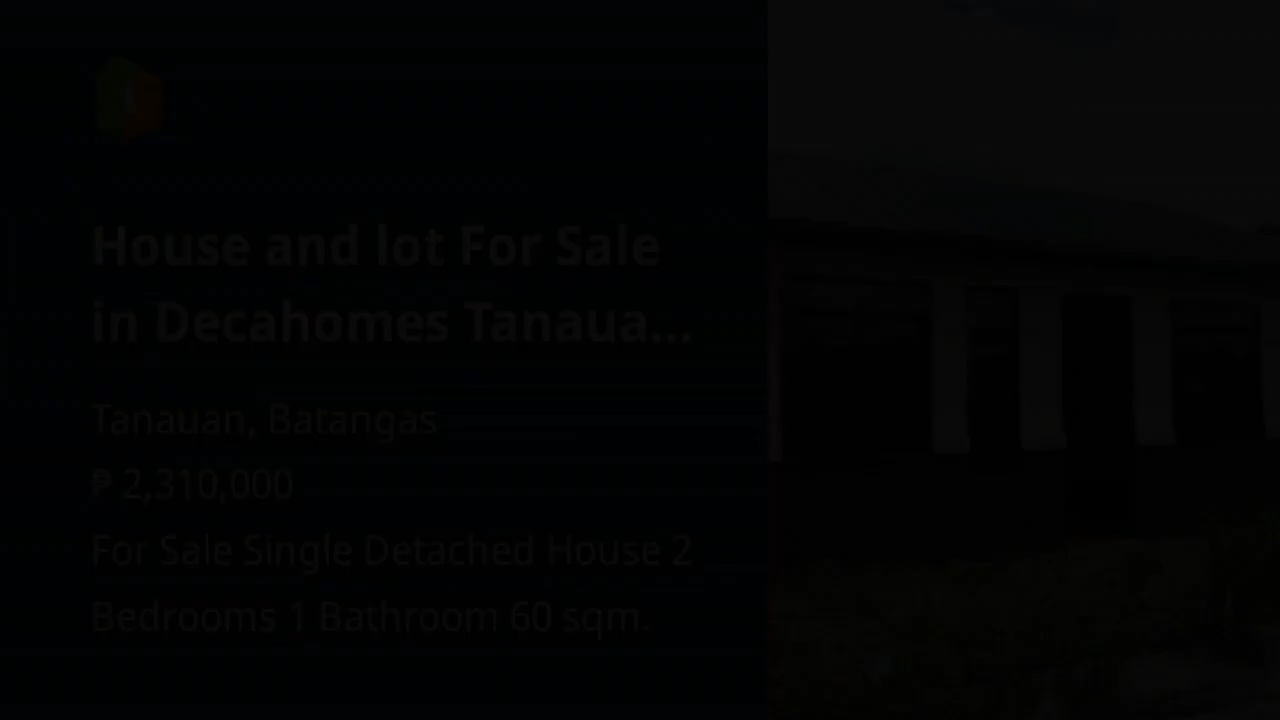 House and lot For Sale
in Decahomes Tanaua...
Tanauan, Batangas
₱ 2,310,000
For Sale Single Detached House 2
Bedrooms 1 Bathroom 60 sqm.